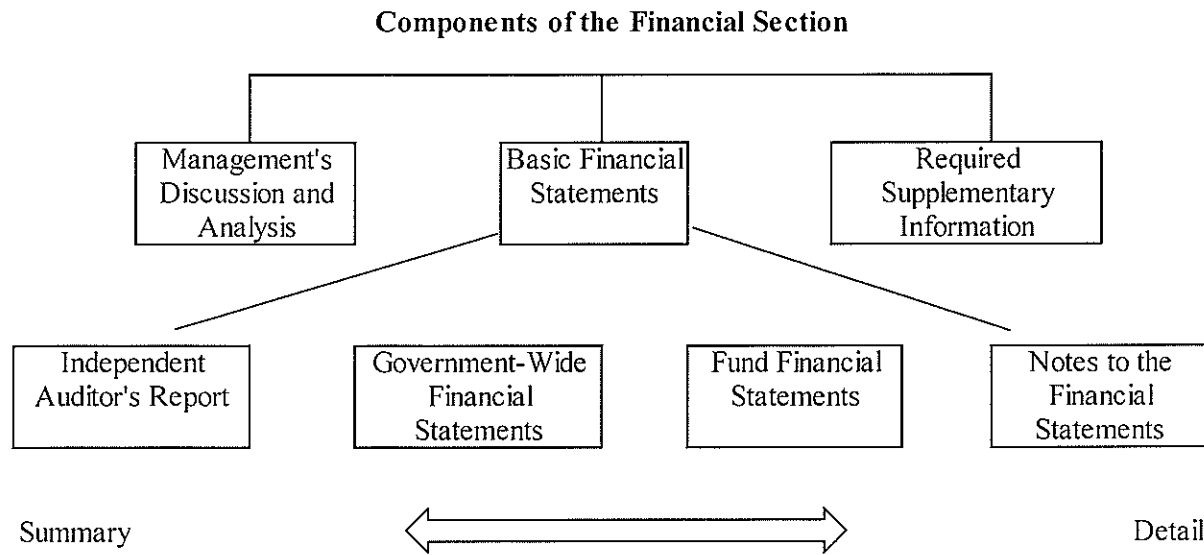 Components of the Financial Section
Management's
Discussion and
Analysis
Basic Financial
Statements
Required
Supplementary
Information
Independent
Auditor's Report
Government-Wide
Financial
Statements
Fund Financial
Statements
Notes to the
Financial
Statements
Summary
Detail